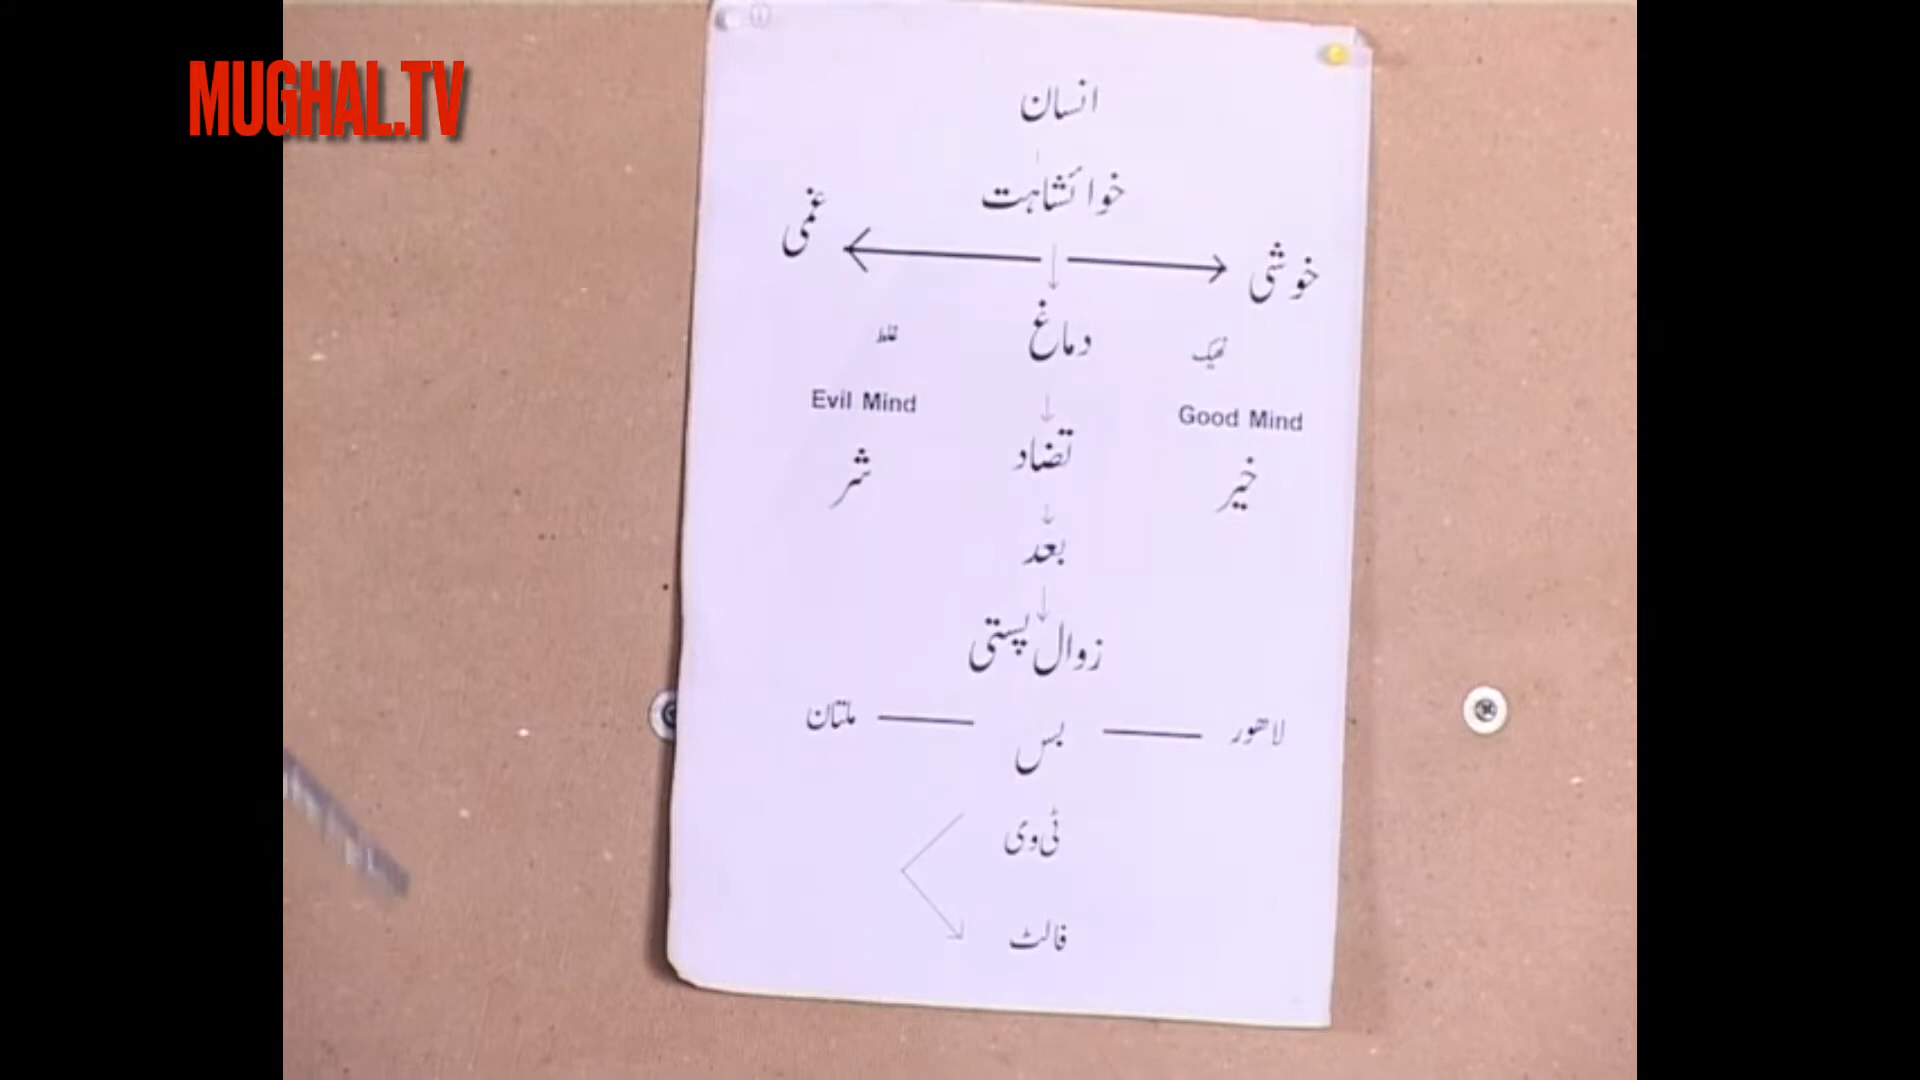 MUGHAL.TV
انسان
خوائشاہت
خوشی غمی
دماغ
ٹھیک غلط
Evil Mind Good Mind
تضاد
خیر شر
بعد
زوال پستی
لاھور بس ملتان
ٹی وی
فالٹ